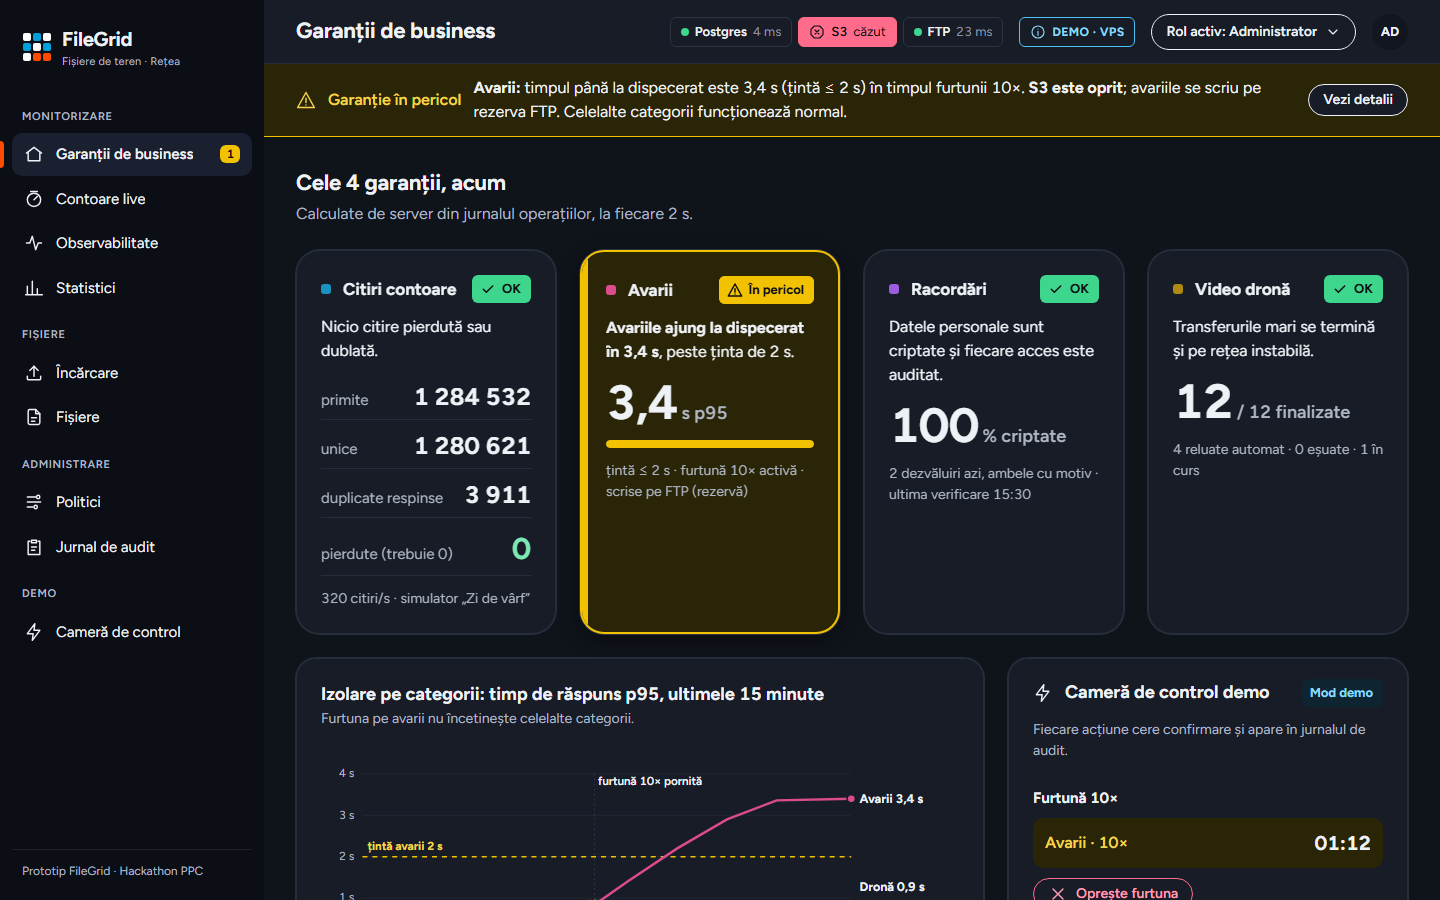 FileGrid
Fișiere de teren · Rețea
MONITORIZARE
Garanții de business
1
Contoare live
Observabilitate
Statistici
FIȘIERE
Încărcare
Fișiere
ADMINISTRARE
Politici
Jurnal de audit
DEMO
Cameră de control
Prototip FileGrid · Hackathon PPC
Garanții de business
Postgres 4 ms
S3 căzut
FTP 23 ms
DEMO · VPS
Rol activ: Administrator
AD
Garanție în pericol
Avarii: timpul până la dispecerat este 3,4 s (țintă ≤ 2 s) în timpul furtunii 10×. S3 este oprit; avariile se scriu pe
rezerva FTP. Celelalte categorii funcționează normal.
Vezi detalii
Cele 4 garanții, acum
Calculate de server din jurnalul operațiilor, la fiecare 2 s.
Citiri contoare
OK
Nicio citire pierdută sau
dublată.
primite 1 284 532
unice 1 280 621
duplicate respinse 3 911
pierdute (trebuie 0) 0
320 citiri/s · simulator „Zi de vârf”
Avarii
În pericol
Avariile ajung la dispecerat
în 3,4 s, peste ținta de 2 s.
3,4 s p95
țintă ≤ 2 s · furtună 10× activă ·
scrise pe FTP (rezervă)
Racordări
OK
Datele personale sunt
criptate și fiecare acces este
auditat.
100 % criptate
2 dezvăluiri azi, ambele cu motiv ·
ultima verificare 15:30
Video dronă
OK
Transferurile mari se termină
și pe rețea instabilă.
12 / 12 finalizate
4 reluate automat · 0 eșuate · 1 în
curs
Izolare pe categorii: timp de răspuns p95, ultimele 15 minute
Furtuna pe avarii nu încetinește celelalte categorii.
4 s
furtună 10× pornită
Avarii 3,4 s
3 s
țintă avarii 2 s
2 s
Dronă 0,9 s
1 s
Cameră de control demo
Mod demo
Fiecare acțiune cere confirmare și apare în jurnalul de
audit.
Furtună 10×
Avarii · 10×
01:12
Oprește furtuna